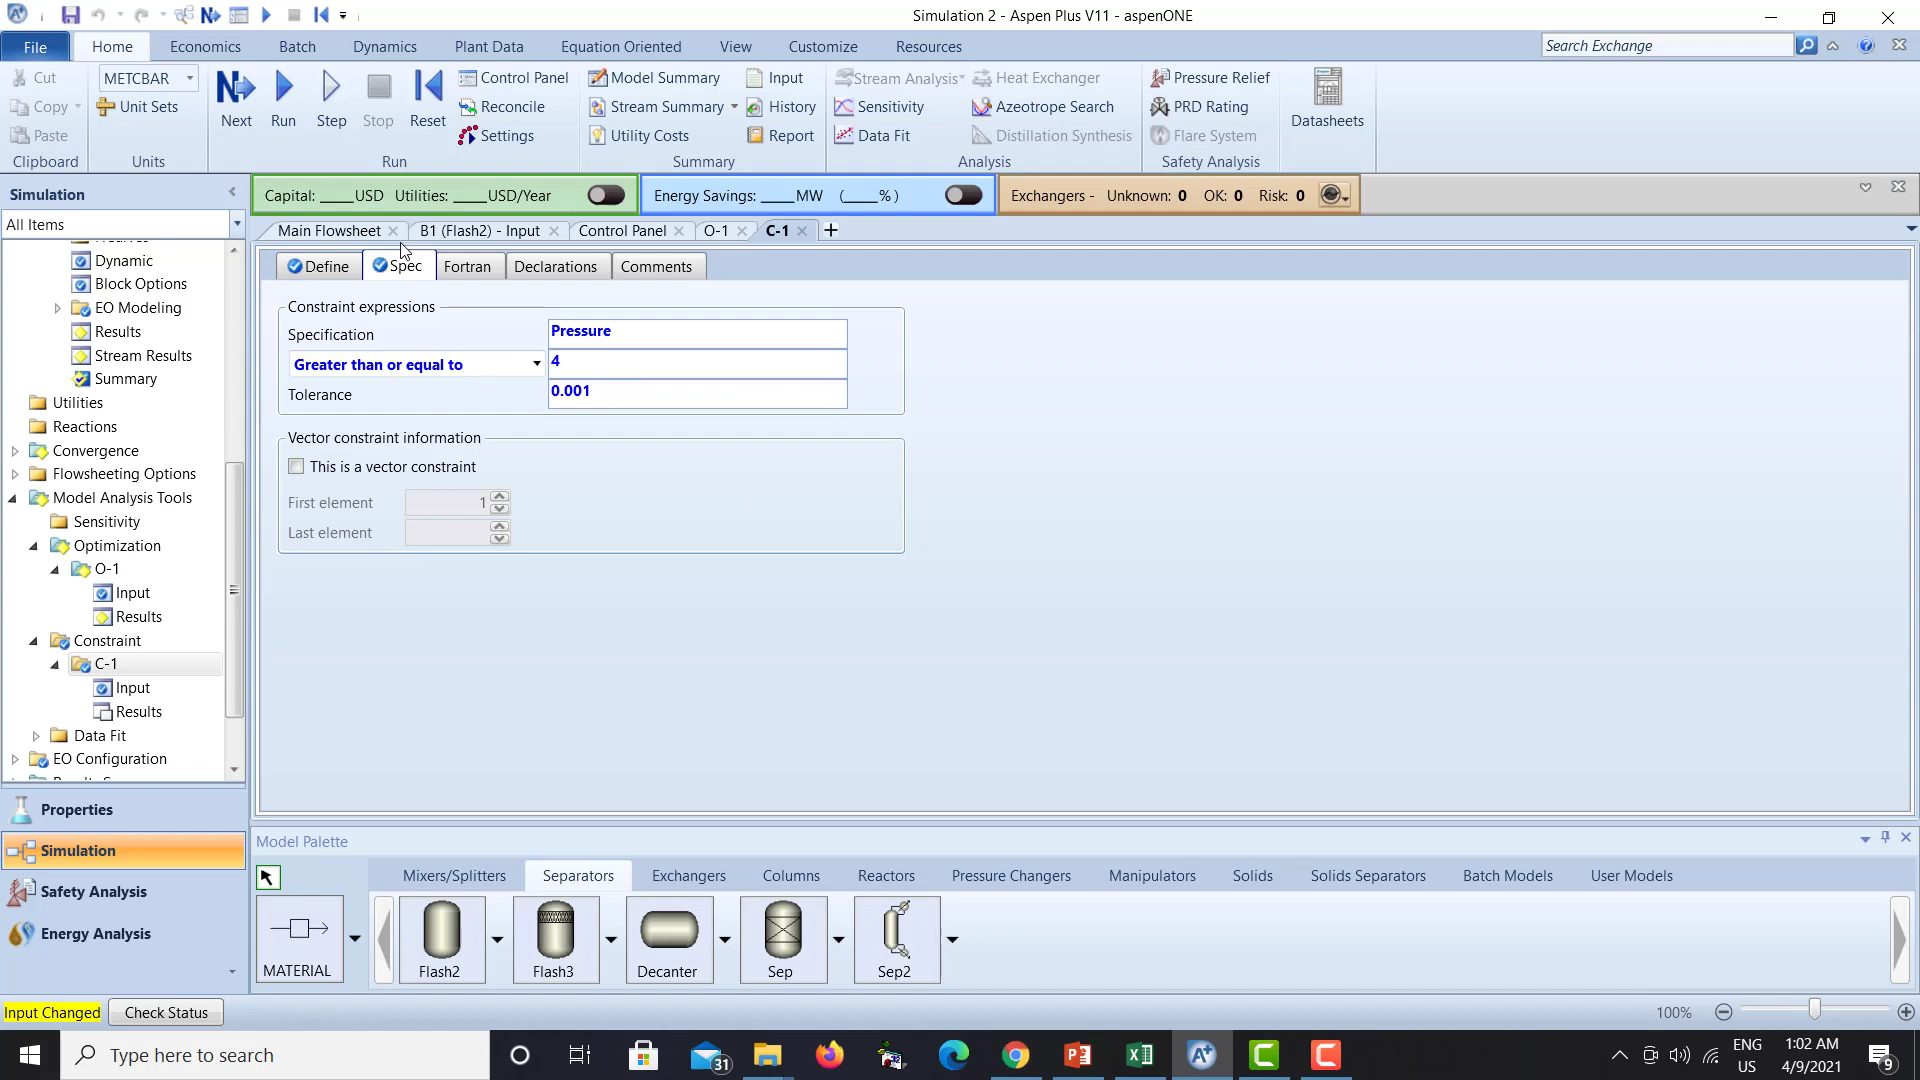 Simulation 2 - Aspen Plus V11 - aspenONE
File
Home
Economics
Batch
Dynamics
Plant Data
Equation Oriented
View
Customize
Resources
Search Exchange
Cut
Copy
Paste
Clipboard
METCBAR
Unit Sets
Units
Next
Run
Step
Stop
Reset
Control Panel
Reconcile
Settings
Run
Model Summary
Stream Summary
Utility Costs
Input
History
Report
Summary
Stream Analysis
Sensitivity
Data Fit
Heat Exchanger
Azeotrope Search
Distillation Synthesis
Analysis
Pressure Relief
PRD Rating
Flare System
Safety Analysis
Datasheets
Simulation
All Items
Capital: ____USD Utilities: ____USD/Year
Energy Savings: ____MW (____%)
Exchangers - Unknown: 0 OK: 0 Risk: 0
Main Flowsheet
B1 (Flash2) - Input
Control Panel
O-1
C-1
Define
Spec
Fortran
Declarations
Comments
Constraint expressions
Specification
Pressure
Greater than or equal to
4
Tolerance
0.001
Vector constraint information
This is a vector constraint
First element
1
Last element
Dynamic
Block Options
EO Modeling
Results
Stream Results
Summary
Utilities
Reactions
Convergence
Flowsheeting Options
Model Analysis Tools
Sensitivity
Optimization
O-1
Input
Results
Constraint
C-1
Input
Results
Data Fit
EO Configuration
Properties
Simulation
Safety Analysis
Energy Analysis
Model Palette
Mixers/Splitters
Separators
Exchangers
Columns
Reactors
Pressure Changers
Manipulators
Solids
Solids Separators
Batch Models
User Models
MATERIAL
Flash2
Flash3
Decanter
Sep
Sep2
Input Changed
Check Status
100%
Type here to search
31
ENG
US
1:02 AM
4/9/2021
9